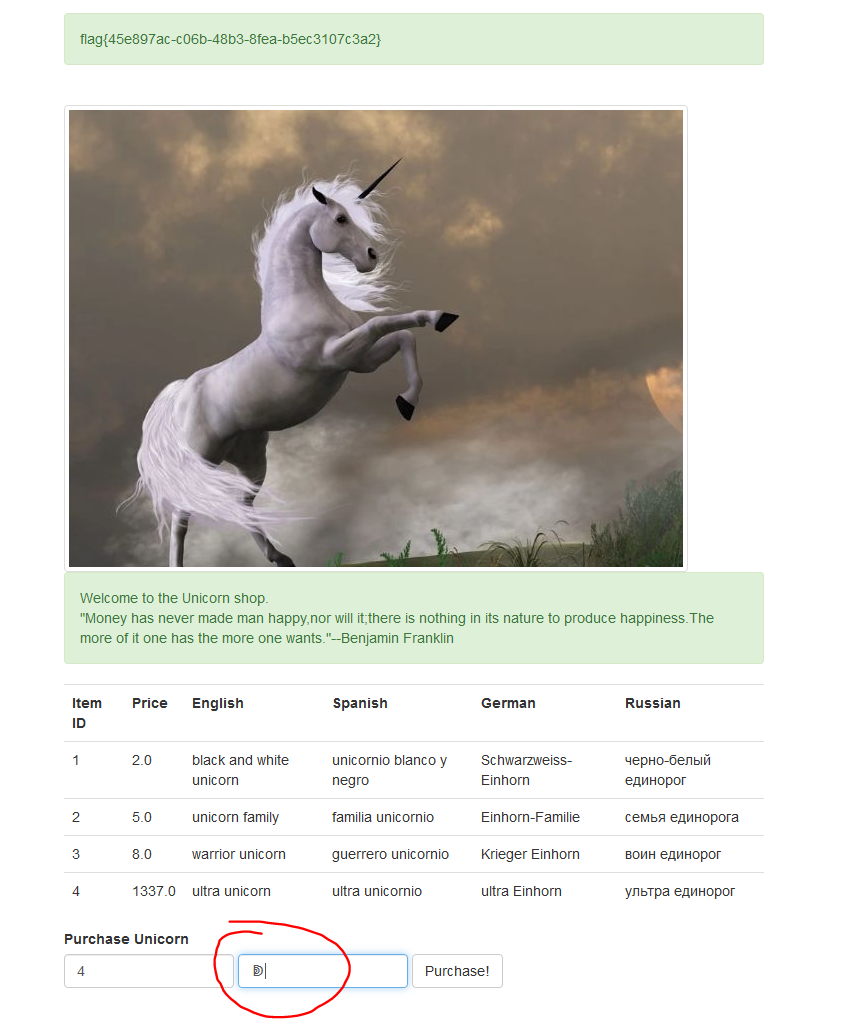 flag{45e897ac-c06b-48b3-8fea-b5ec3107c3a2}
Welcome to the Unicorn shop.
"Money has never made man happy,nor will it;there is nothing in its nature to produce happiness.The
more of it one has the more one wants."--Benjamin Franklin
Item ID Price English Spanish German Russian
1 2.0 black and white unicorn unicornio blanco y negro Schwarzweiss-Einhorn черно-белый единорог
2 5.0 unicorn family familia unicornio Einhorn-Familie семья единорога
3 8.0 warrior unicorn guerrero unicornio Krieger Einhorn воин единорог
4 1337.0 ultra unicorn ultra unicornio ultra Einhorn ультра единорог
Purchase Unicorn
4 Purchase!